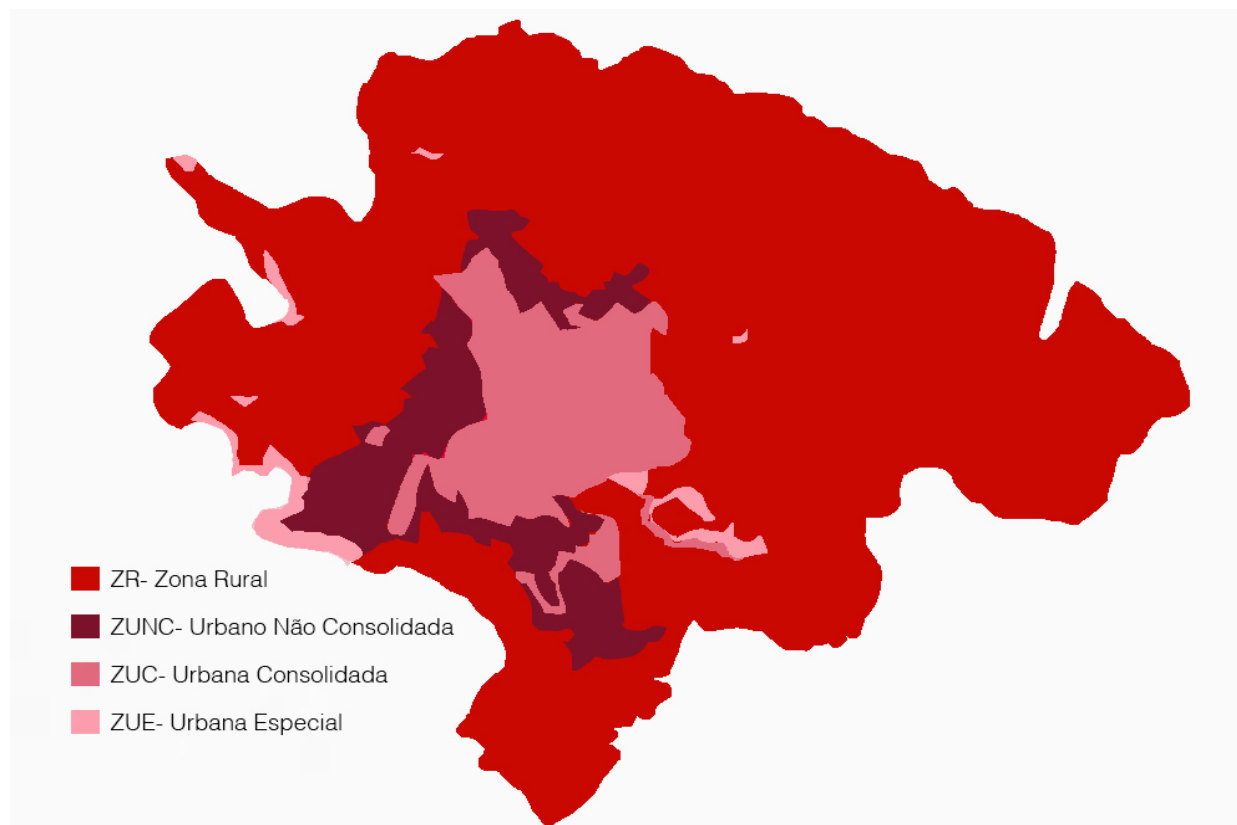 ZR- Zona Rural
ZUNC- Urbano Não Consolidada
ZUC- Urbana Consolidada
ZUE- Urbana Especial